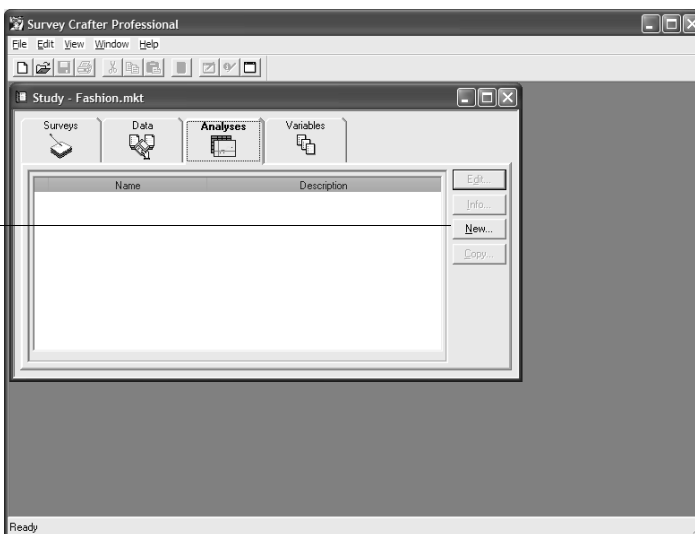 Survey Crafter Professional
File Edit View Window Help
Study - Fashion.mkt
Surveys Data Analyses Variables
Name Description
Edit...
Info...
New...
Copy...
Ready